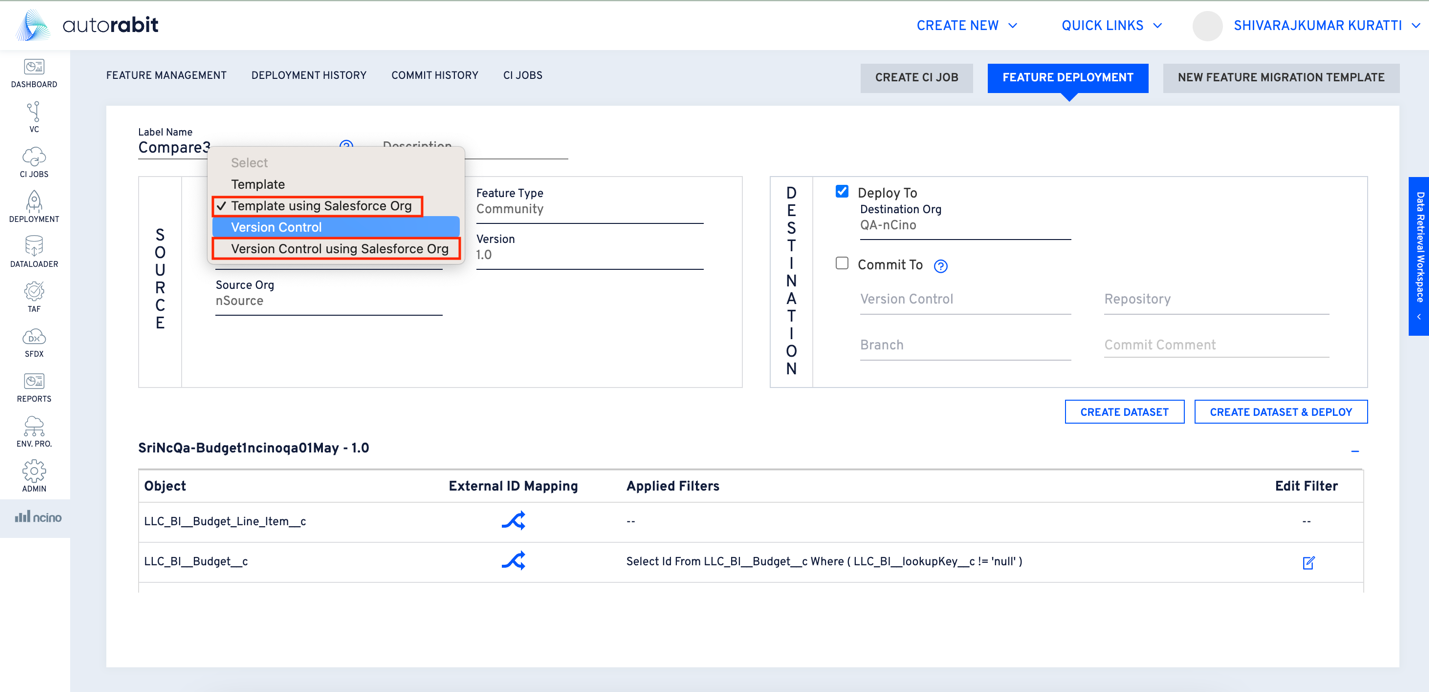 autorabit
CREATE NEW
QUICK LINKS
SHIVARAJKUMAR KURATTI
DASHBOARD
VC
CI JOBS
DEPLOYMENT
DATALOADER
TAF
DX
SFDX
REPORTS
ENV. PRO.
ADMIN
ncino
FEATURE MANAGEMENT
DEPLOYMENT HISTORY
COMMIT HISTORY
CI JOBS
CREATE CI JOB
FEATURE DEPLOYMENT
NEW FEATURE MIGRATION TEMPLATE
Label Name
Compare3
?
Description
Select
Template
✓ Template using Salesforce Org
Version Control
Version Control using Salesforce Org
SOURCE
Feature Type
Community
Version
1.0
Source Org
nSource
DESTINATION
Deploy To
Destination Org
QA-nCino
Commit To ?
Version Control
Repository
Branch
Commit Comment
Data Retrieval Workspace
CREATE DATASET
CREATE DATASET & DEPLOY
SriNcQa-Budget1ncinoqa01May - 1.0
–
Object External ID Mapping Applied Filters Edit Filter
LLC_BI__Budget_Line_Item__c -- --
LLC_BI__Budget__c Select Id From LLC_BI__Budget__c Where ( LLC_BI__lookupKey__c != 'null' )